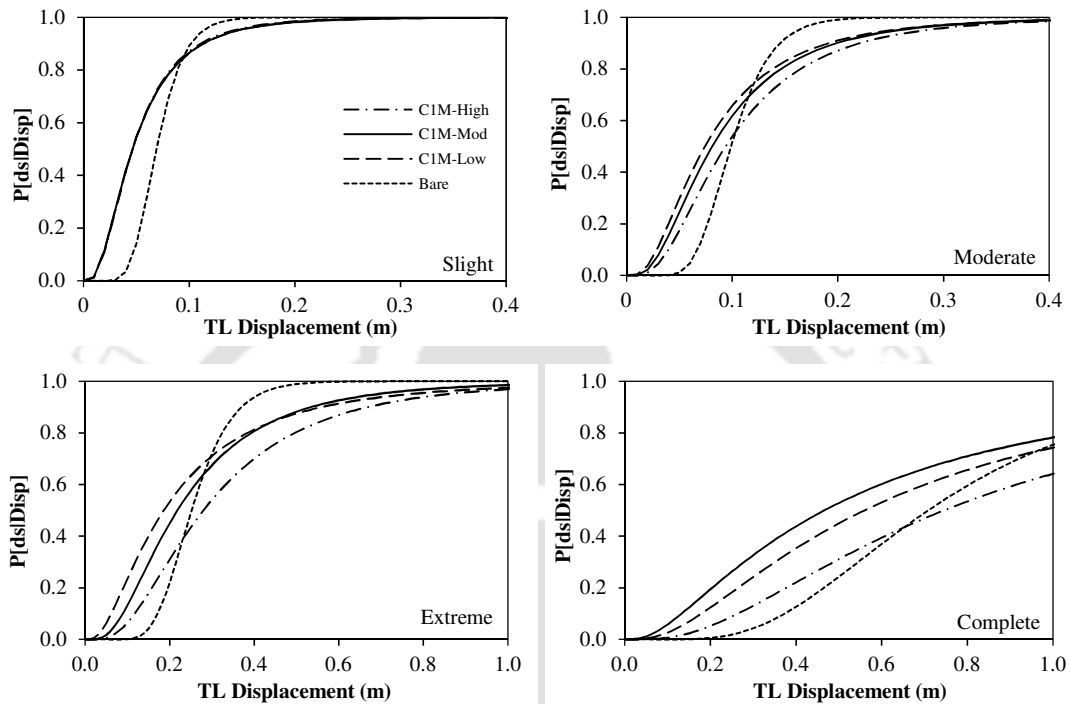 1.0
0.8
0.6
0.4
0.2
0.0
P[ds|Disp]
C1M-High
C1M-Mod
C1M-Low
Bare
Slight
0 0.1 0.2 0.3 0.4
TL Displacement (m)
1.0
0.8
0.6
0.4
0.2
0.0
P[ds|Disp]
Moderate
0 0.1 0.2 0.3 0.4
TL Displacement (m)
1.0
0.8
0.6
0.4
0.2
0.0
P[ds|Disp]
Extreme
0.0 0.2 0.4 0.6 0.8 1.0
TL Displacement (m)
1.0
0.8
0.6
0.4
0.2
0.0
P[ds|Disp]
Complete
0.0 0.2 0.4 0.6 0.8 1.0
TL Displacement (m)